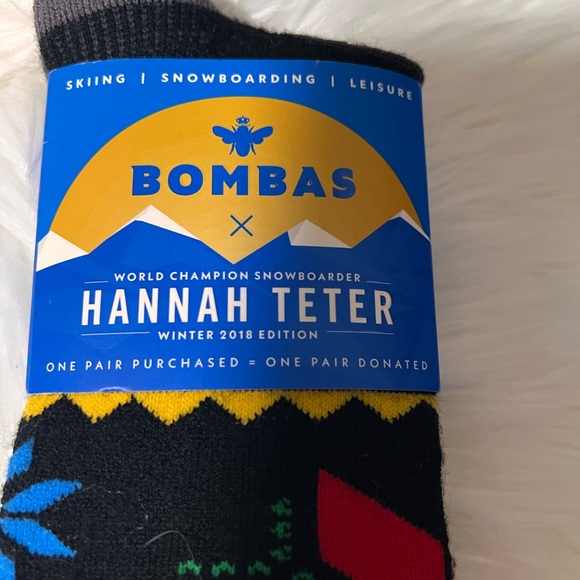 SKIING | SNOWBOARDING | LEISURE
BOMBAS
X
WORLD CHAMPION SNOWBOARDER
HANNAH TETER
WINTER 2018 EDITION
ONE PAIR PURCHASED = ONE PAIR DONATED